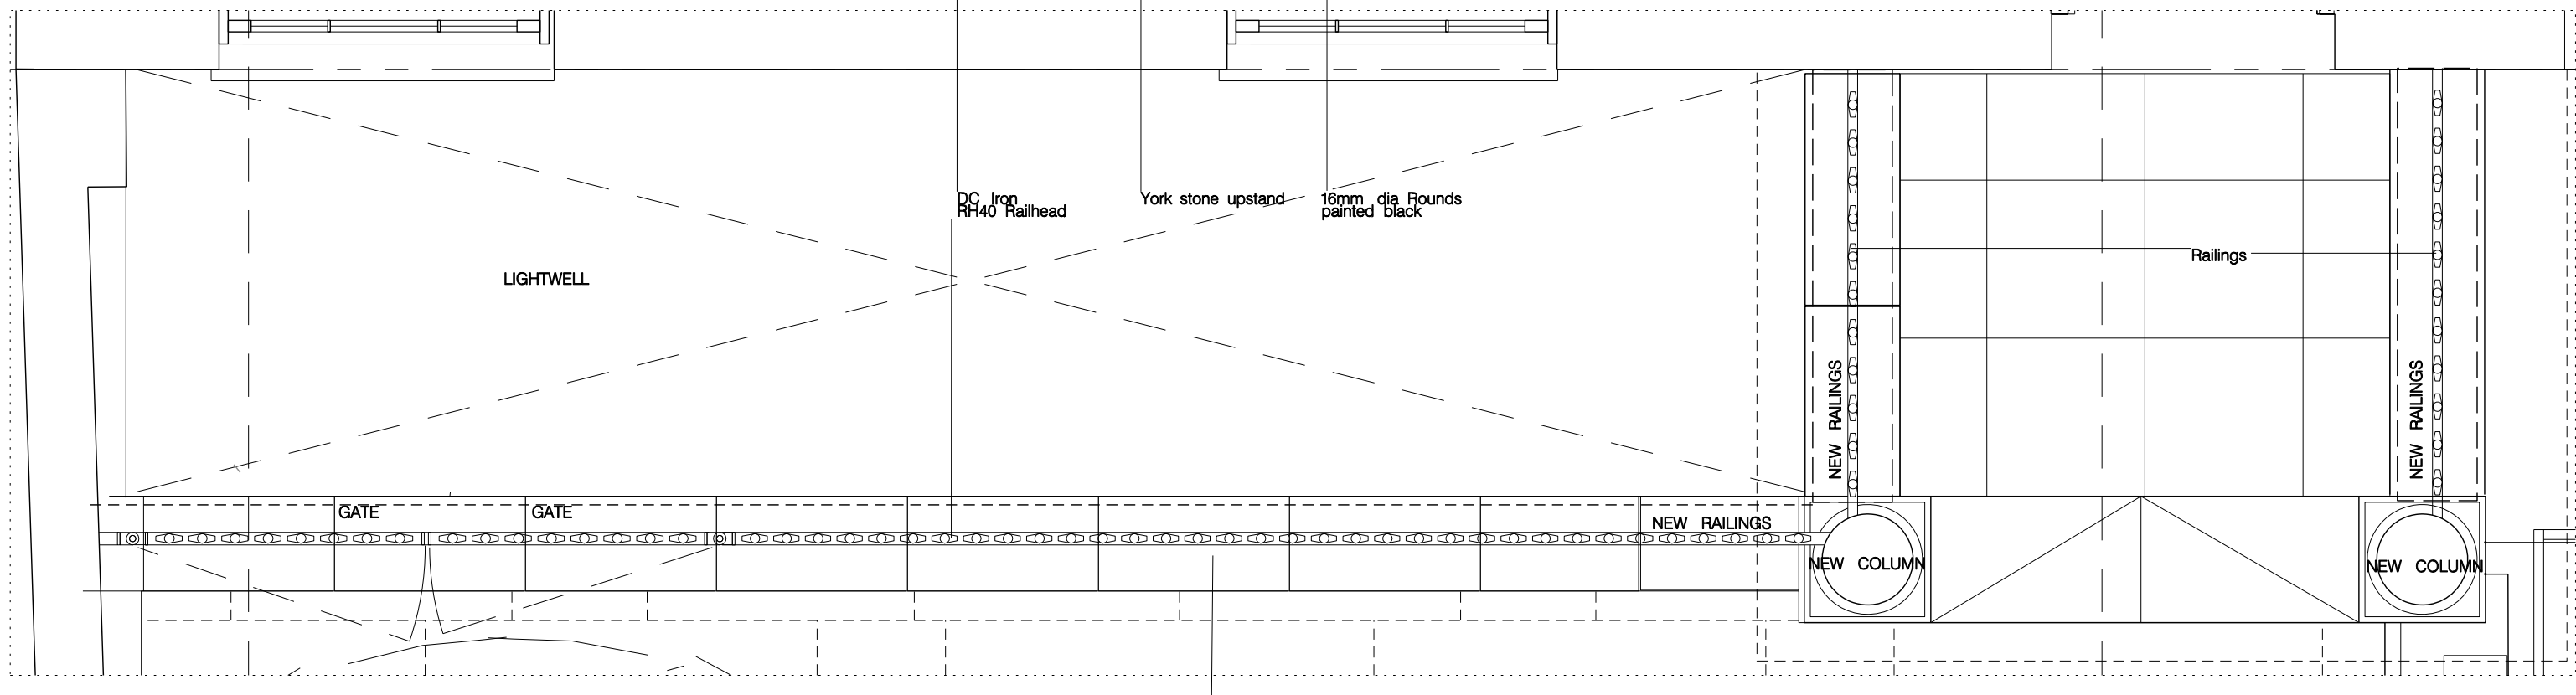 DC Iron
RH40 Railhead
York stone upstand
16mm dia Rounds
painted black
LIGHTWELL
Railings
NEW RAILINGS
NEW RAILINGS
GATE
GATE
NEW RAILINGS
NEW COLUMN
NEW COLUMN